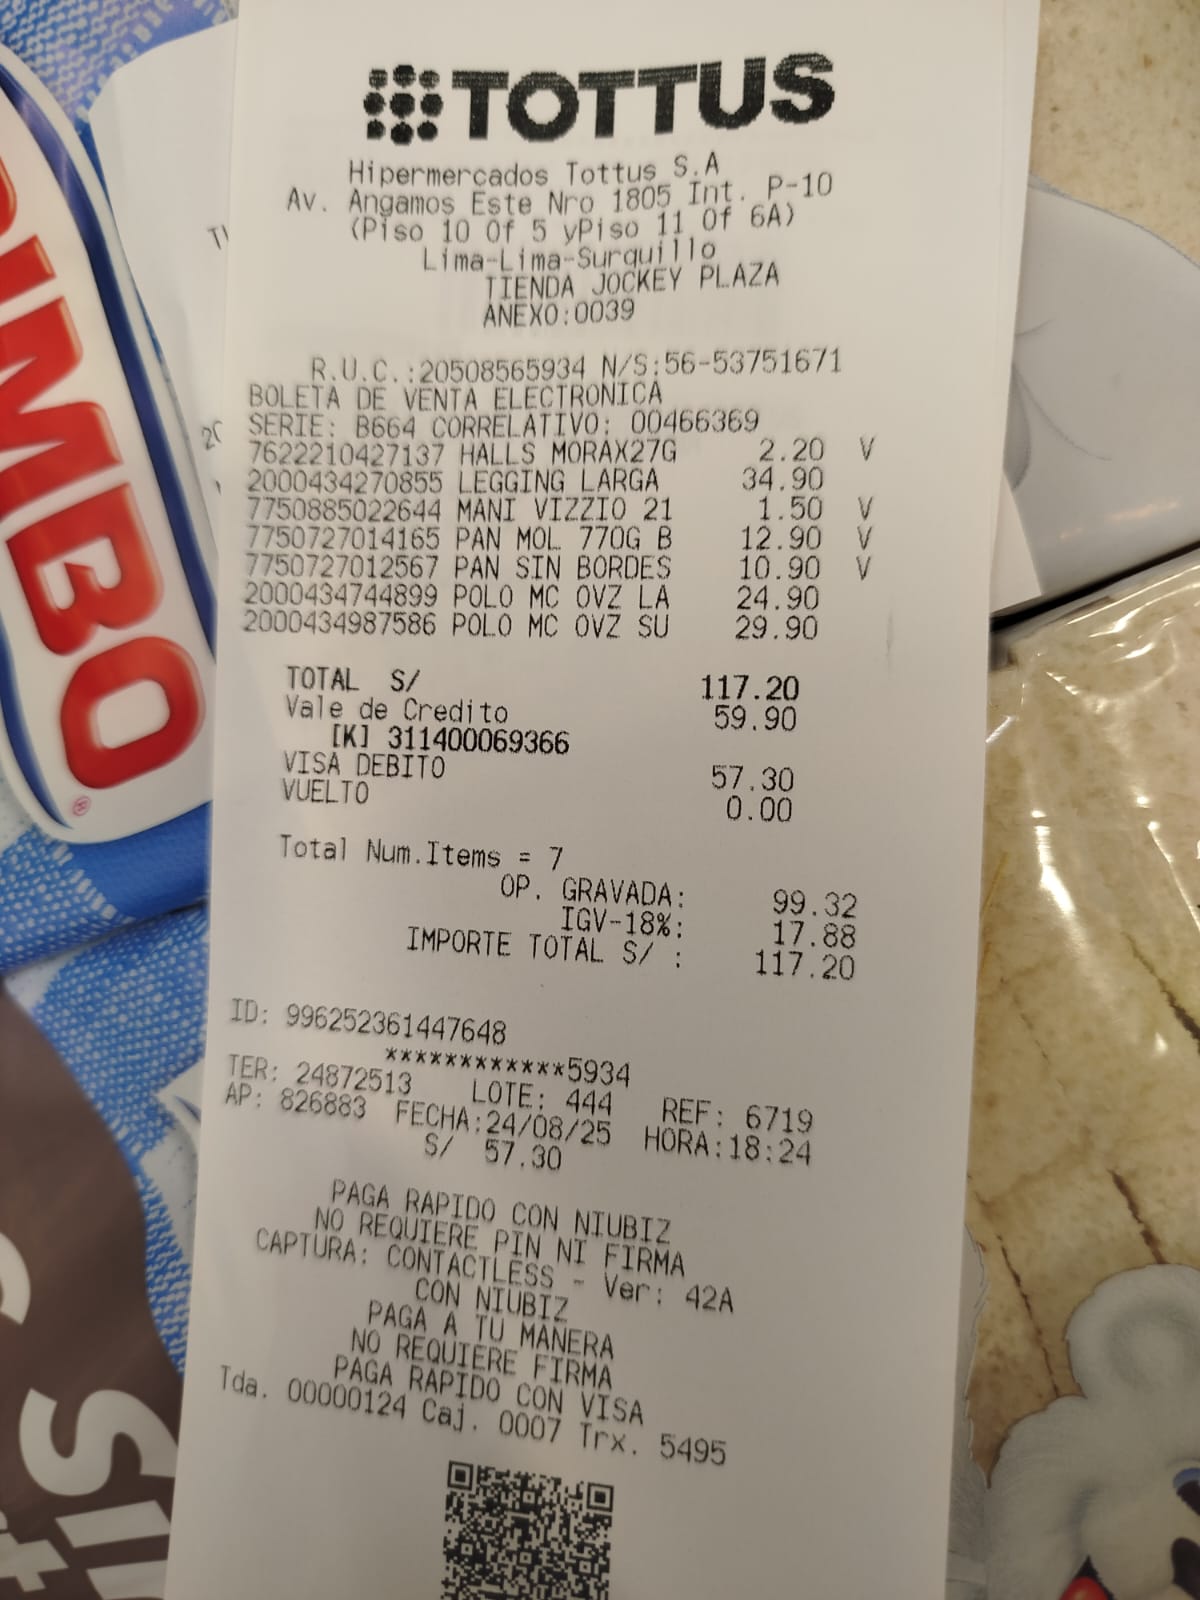 TOTTUS
Hipermercados Tottus S.A
Av. Angamos Este Nro 1805 Int. P-10
(Piso 10 Of 5 yPiso 11 Of 6A)
Lima-Lima-Surquillo
TIENDA JOCKEY PLAZA
ANEXO:0039
R.U.C.:20508565934 N/S:56-53751671
BOLETA DE VENTA ELECTRONICA
SERIE: B664 CORRELATIVO: 00466369
7622210427137 HALLS MORAX27G 2.20 V
2000434270855 LEGGING LARGA 34.90
7750885022644 MANI VIZZIO 21 1.50 V
7750727014165 PAN MOL 770G B 12.90 V
7750727012567 PAN SIN BORDES 10.90 V
2000434744899 POLO MC OVZ LA 24.90
2000434987586 POLO MC OVZ SU 29.90
TOTAL S/ 117.20
Vale de Credito 59.90
[K] 311400069366
VISA DEBITO 57.30
VUELTO 0.00
Total Num.Items = 7
OP. GRAVADA: 99.32
IGV-18%: 17.88
IMPORTE TOTAL S/ : 117.20
ID: 996252361447648
************5934
TER: 24872513 LOTE: 444 REF: 6719
AP: 826883 FECHA:24/08/25 HORA:18:24
S/ 57.30
PAGA RAPIDO CON NIUBIZ
NO REQUIERE PIN NI FIRMA
CAPTURA: CONTACTLESS - Ver: 42A
CON NIUBIZ
PAGA A TU MANERA
NO REQUIERE FIRMA
PAGA RAPIDO CON VISA
Tda. 00000124 Caj. 0007 Trx. 5495
IMBO®